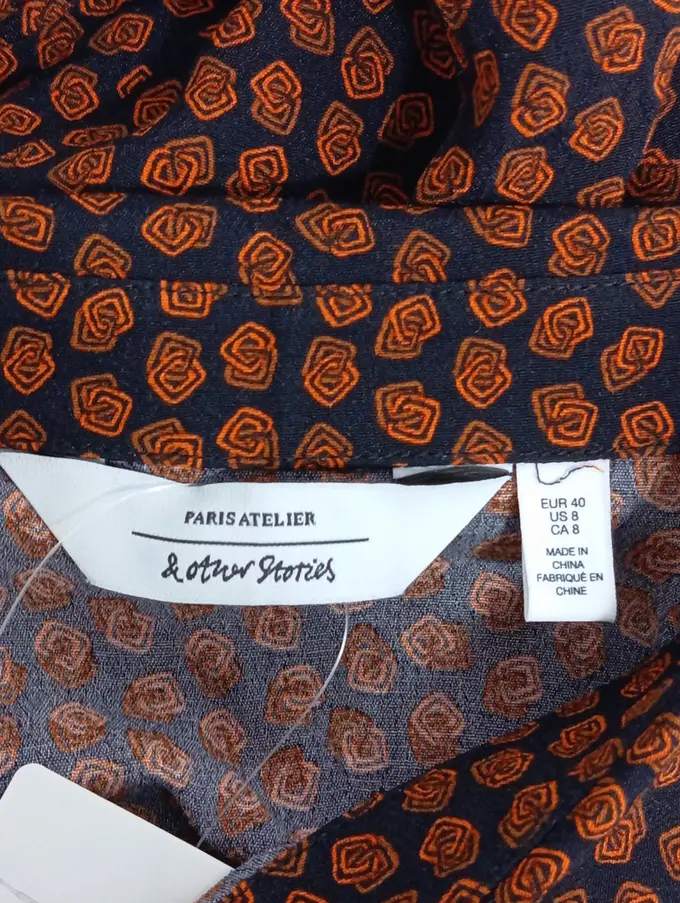 PARIS ATELIER
& other Stories
EUR 40
US 8
CA 8
MADE IN
CHINA
FABRIQUÉ EN
CHINE